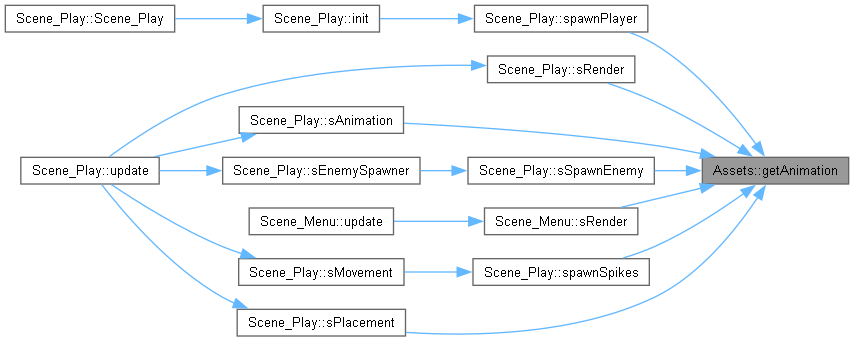 Scene_Play::Scene_Play
Scene_Play::init
Scene_Play::spawnPlayer
Scene_Play::sRender
Scene_Play::sAnimation
Scene_Play::update
Scene_Play::sEnemySpawner
Scene_Play::sSpawnEnemy
Assets::getAnimation
Scene_Menu::update
Scene_Menu::sRender
Scene_Play::sMovement
Scene_Play::spawnSpikes
Scene_Play::sPlacement